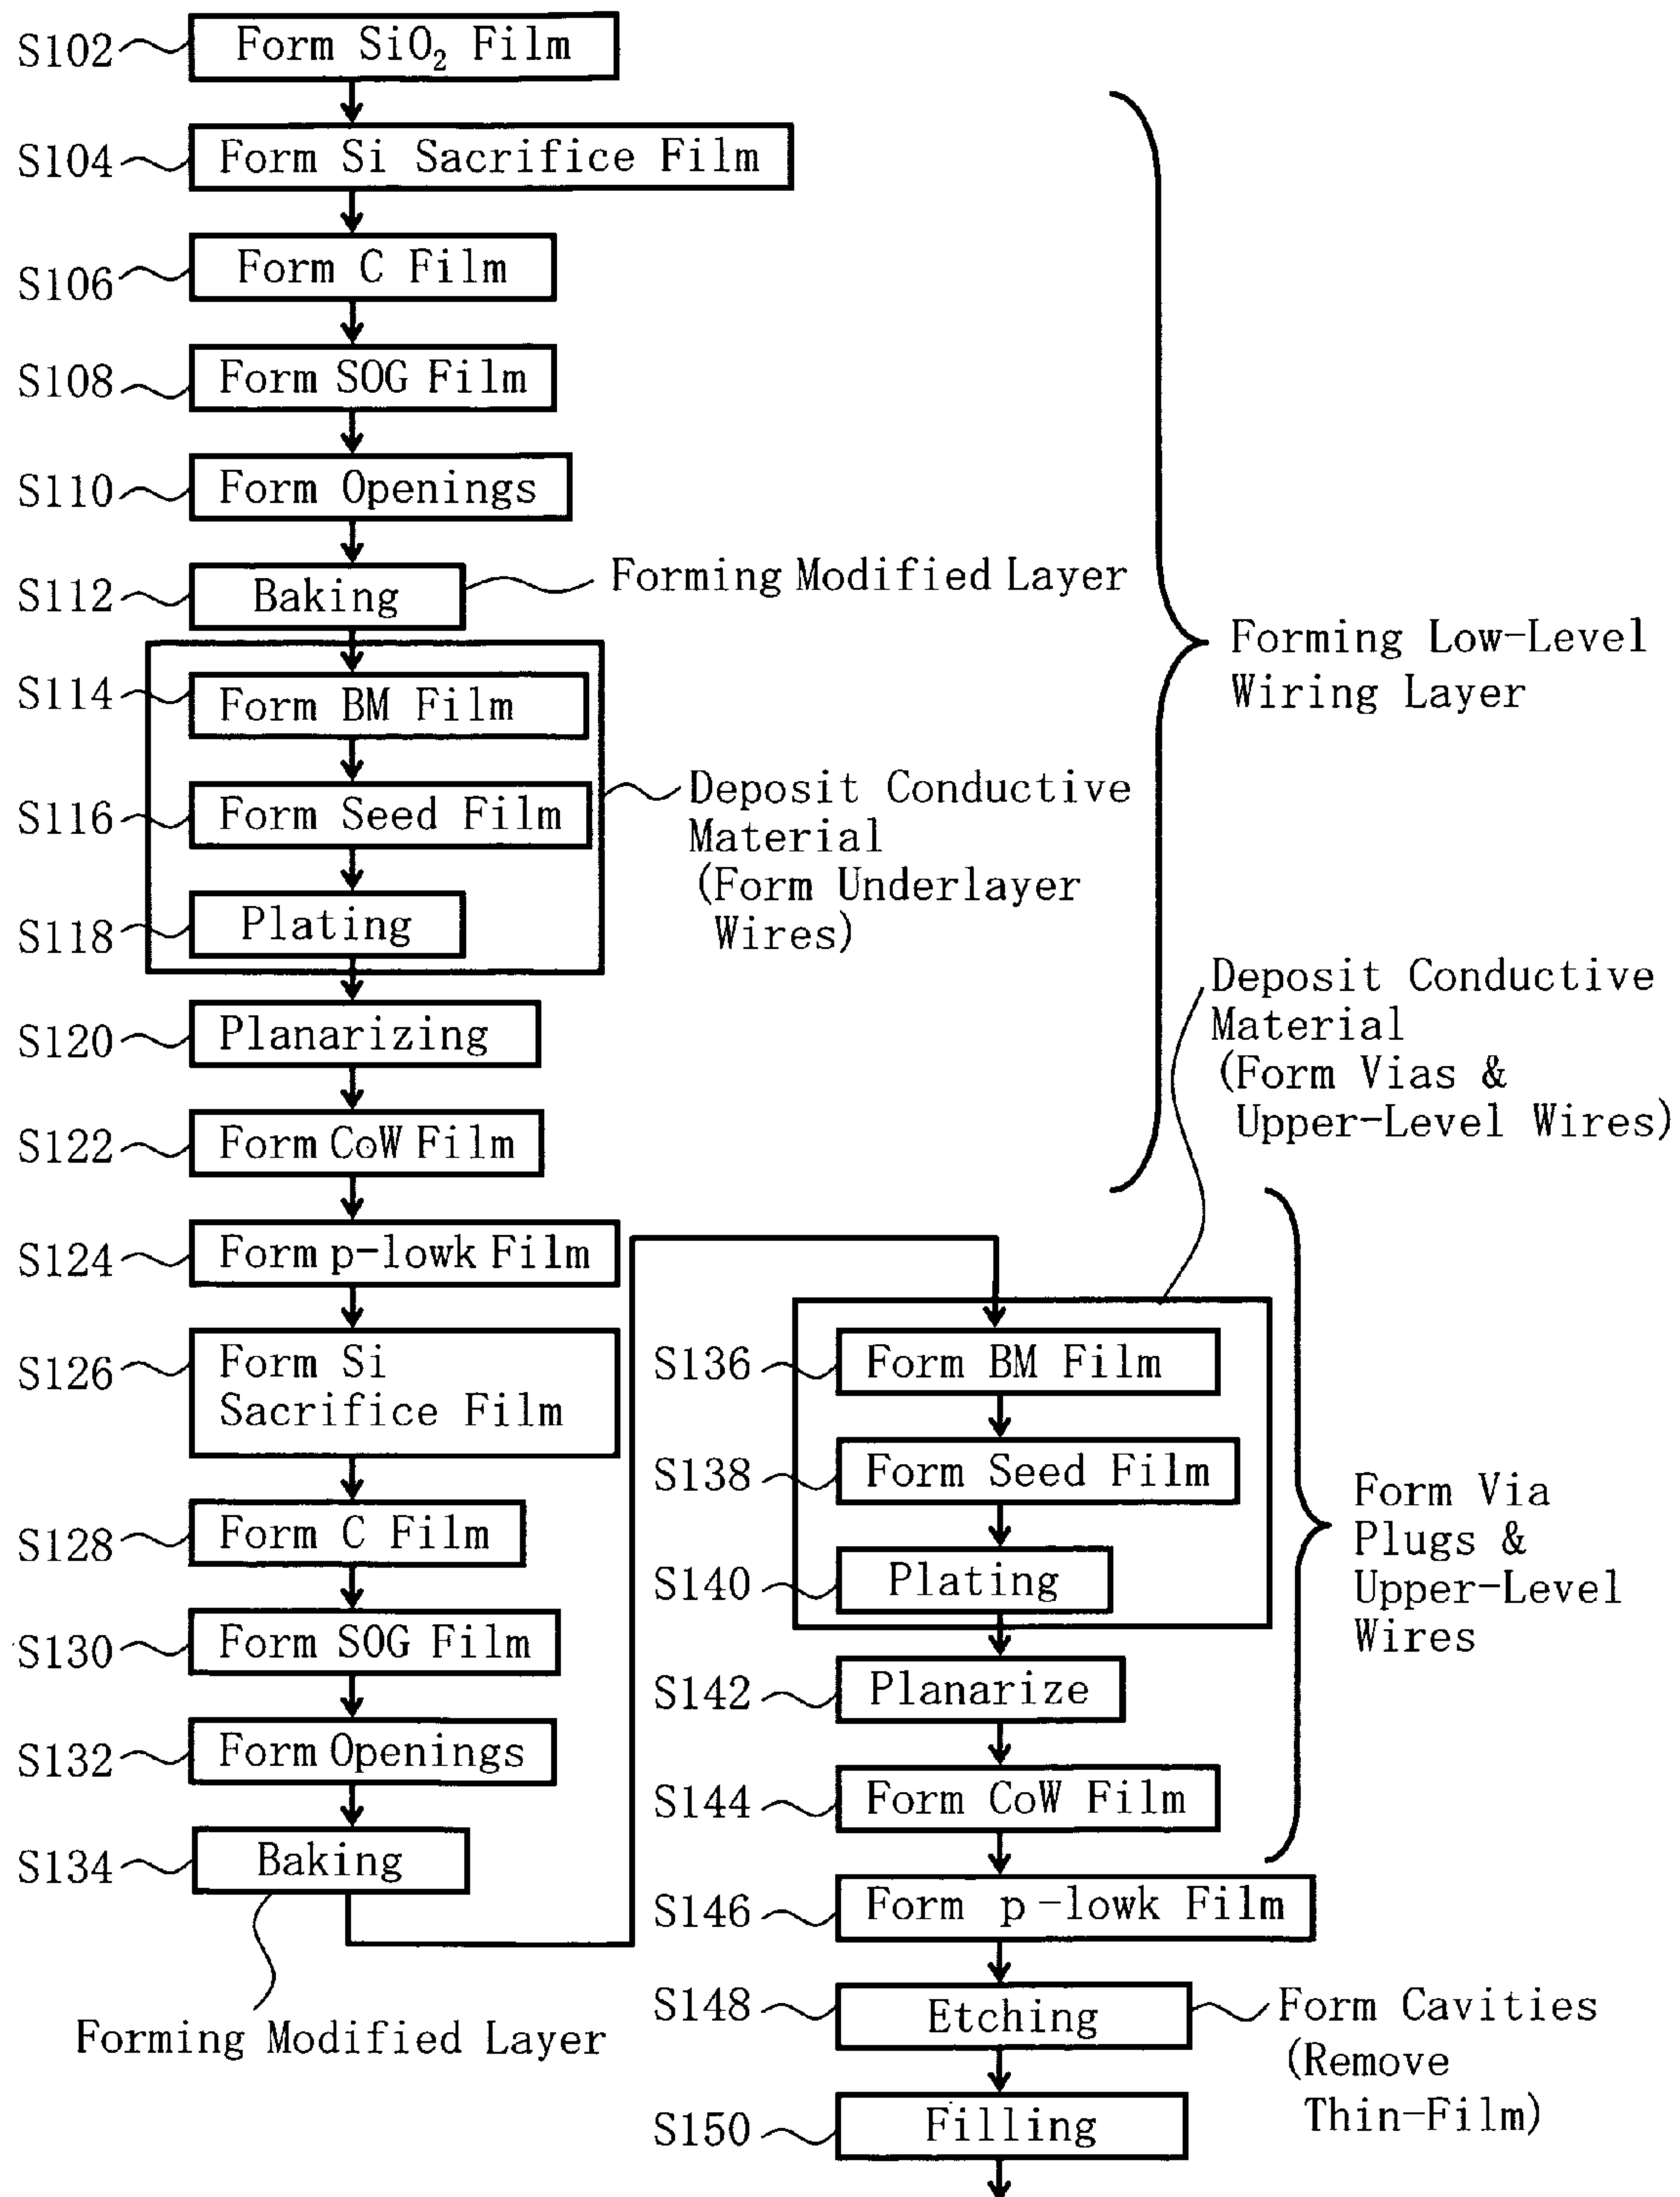 S102
Form SiO₂ Film
S104
Form Si Sacrifice Film
S106
Form C Film
S108
Form SOG Film
S110
Form Openings
S112
Baking
Forming Modified Layer
S114
Form BM Film
S116
Form Seed Film
S118
Plating
Deposit Conductive
Material
(Form Underlayer
Wires)
S120
Planarizing
S122
Form CoW Film
Forming Low-Level
Wiring Layer
S124
Form p-lowk Film
S126
Form Si
Sacrifice Film
S128
Form C Film
S130
Form SOG Film
S132
Form Openings
S134
Baking
Forming Modified Layer
Deposit Conductive
Material
(Form Vias &
Upper-Level Wires)
S136
Form BM Film
S138
Form Seed Film
S140
Plating
S142
Planarize
S144
Form CoW Film
Form Via
Plugs &
Upper-Level
Wires
S146
Form p-lowk Film
S148
Etching
Form Cavities
(Remove
Thin-Film)
S150
Filling